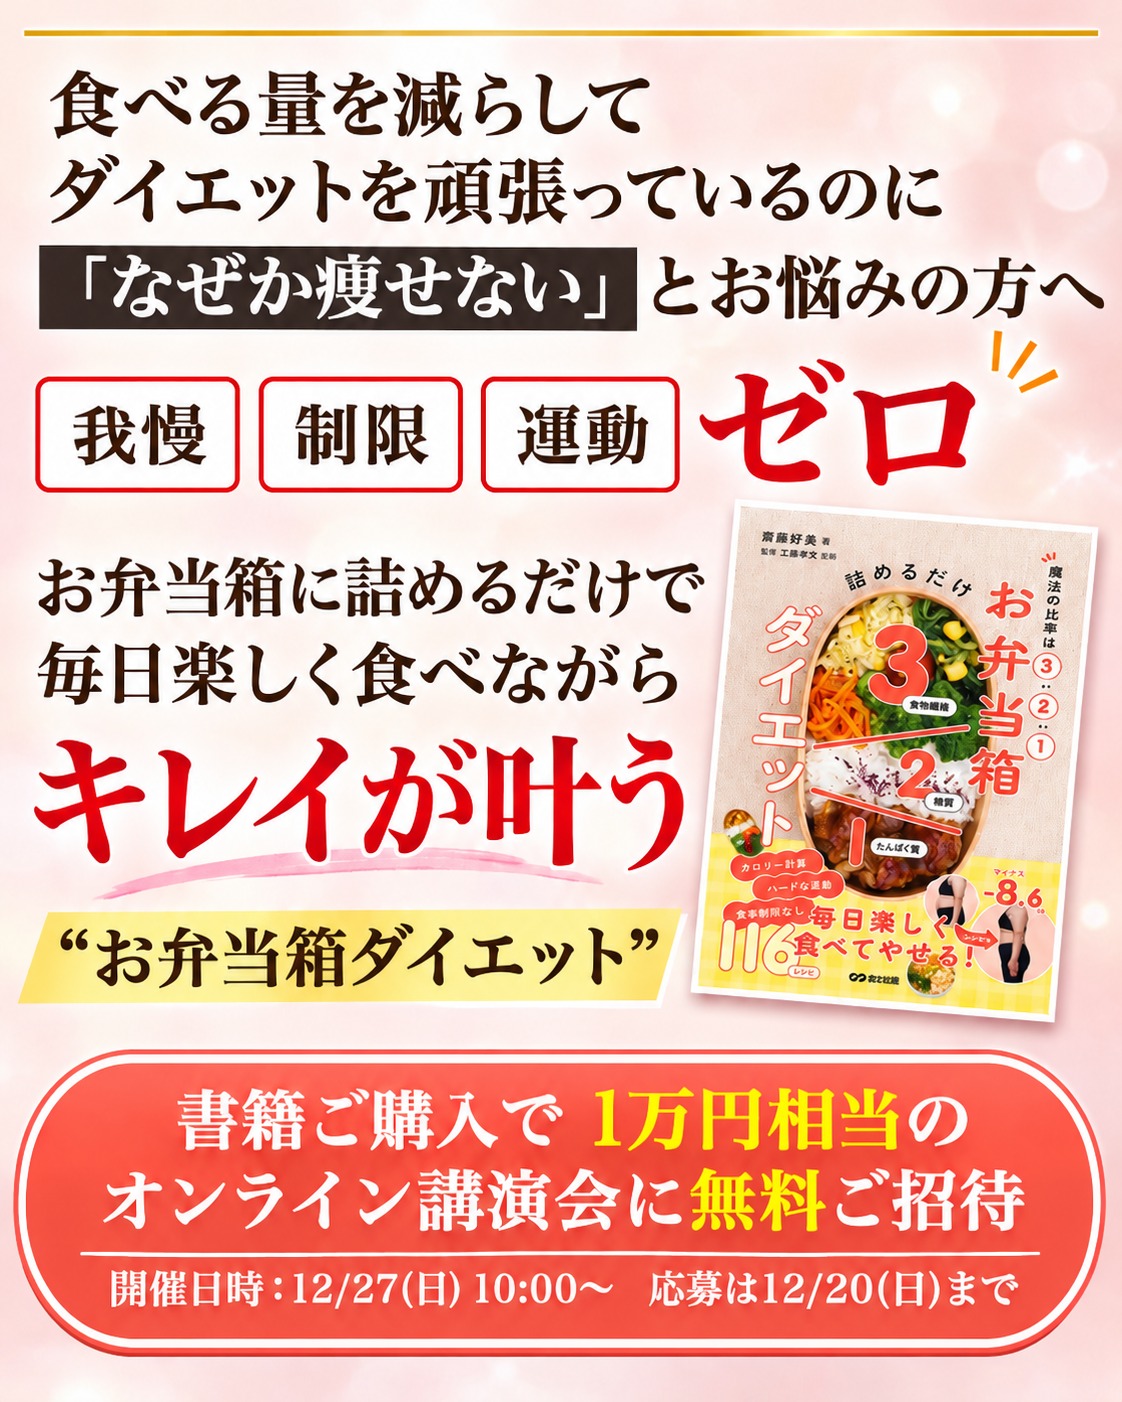 食べる量を減らして
ダイエットを頑張っているのに
「なぜか痩せない」とお悩みの方へ
我慢 制限 運動 ゼロ
お弁当箱に詰めるだけで
毎日楽しく食べながら
キレイが叶う
“お弁当箱ダイエット”
齋藤好美 著
監修 工藤孝文 医師
詰めるだけ
魔法の比率は3:2:1
お弁当箱
ダイエット
3
食物繊維
2
糖質
1
たんぱく質
カロリー計算
ハードな運動
食事制限なし
毎日楽しく
食べてやせる!
116
レシピ
マイナス
-8.6
書籍ご購入で 1万円相当の
オンライン講演会に無料ご招待
開催日時:12/27(日) 10:00〜 応募は12/20(日)まで